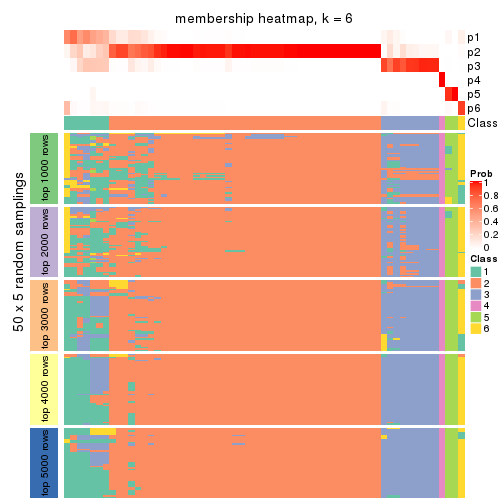 membership heatmap, k = 6
p1
p2
p3
p4
p5
p6
Class
50 x 5 random samplings
top 1000 rows
top 2000 rows
top 3000 rows
top 4000 rows
top 5000 rows
Prob
1
0.8
0.6
0.4
0.2
0
Class
1
2
3
4
5
6